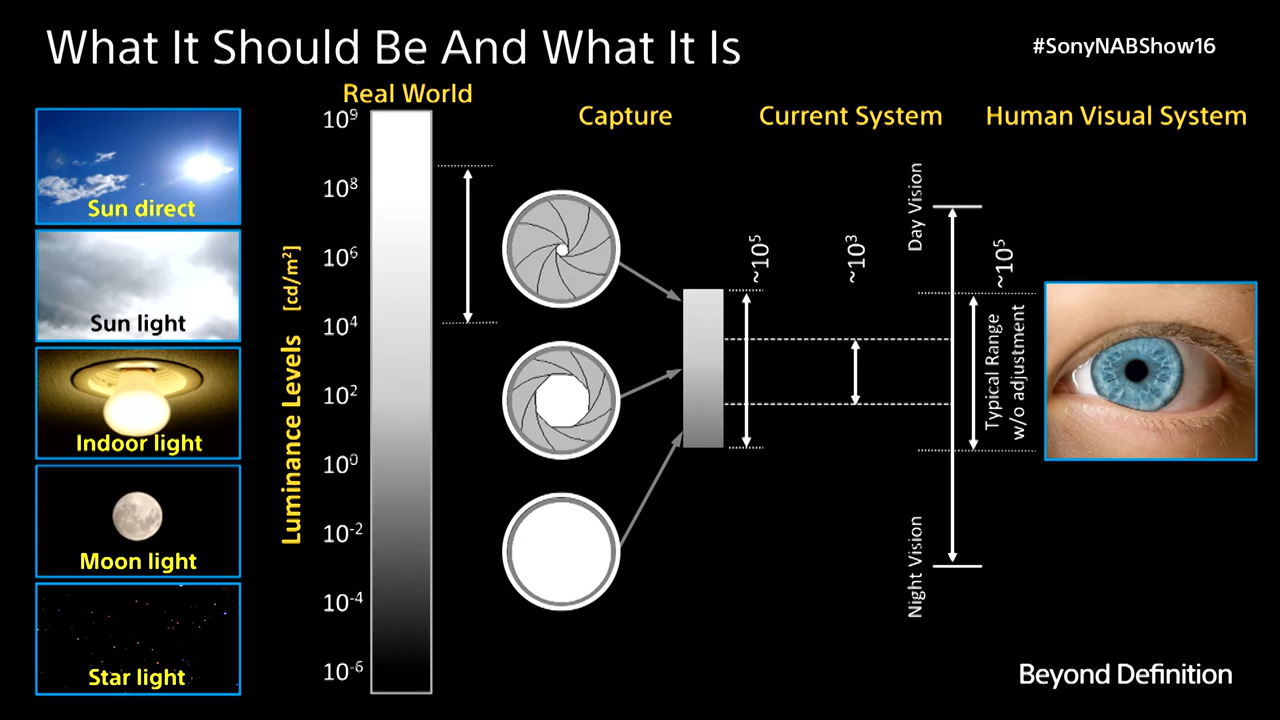 What It Should Be And What It Is
#SonyNABShow16
Real World
Capture
Current System
Human Visual System
Sun direct
Sun light
Indoor light
Moon light
Star light
Luminance Levels [cd/m²]
10⁹
10⁸
10⁶
10⁴
10²
10⁰
10⁻²
10⁻⁴
10⁻⁶
~10⁵
~10³
Day Vision
Night Vision
~10⁵
Typical Range
w/o adjustment
Beyond Definition